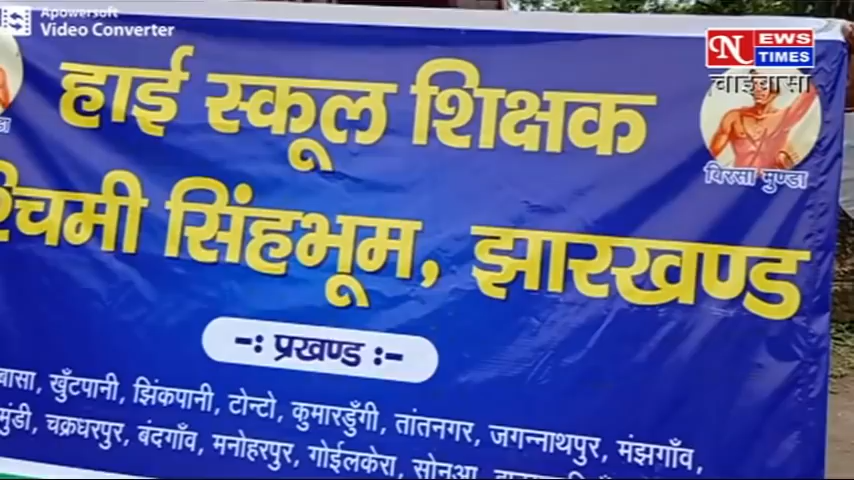 Apowersoft
Video Converter
NEWS
TIMES
चाईबासा
हाई स्कूल शिक्षक
बिरसा मुण्डा
सिंहभूम, झारखण्ड
-: प्रखण्ड :-
खुँटपानी, झिंकपानी, टोन्टो, कुमारडुँगी, तांतनगर, जगन्नाथपुर, मंझगाँव,
चक्रधरपुर, बंदगाँव, मनोहरपुर, गोईलकेरा, सोनुआ,